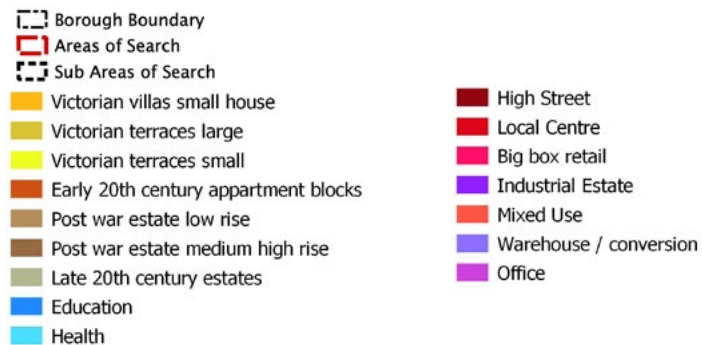 Borough Boundary
Areas of Search
Sub Areas of Search
Victorian villas small house
Victorian terraces large
Victorian terraces small
Early 20th century appartment blocks
Post war estate low rise
Post war estate medium high rise
Late 20th century estates
Education
Health
High Street
Local Centre
Big box retail
Industrial Estate
Mixed Use
Warehouse / conversion
Office